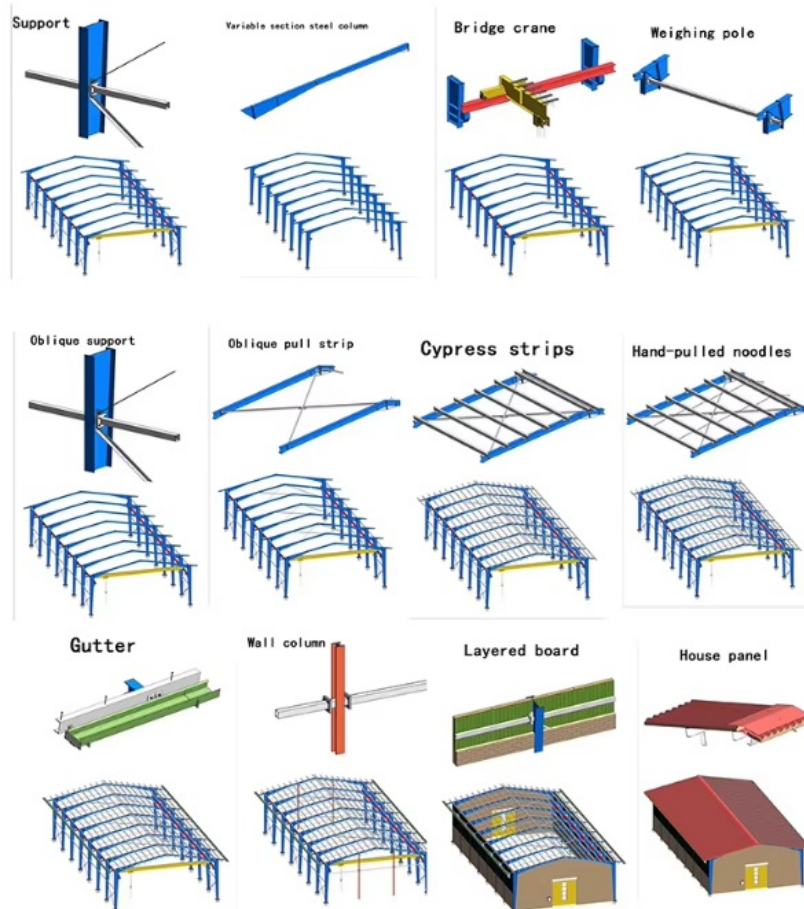 Support
Variable section steel column
Bridge crane
Weighing pole
Oblique support
Oblique pull strip
Cypress strips
Hand-pulled noodles
Gutter
Wall column
Layered board
House panel